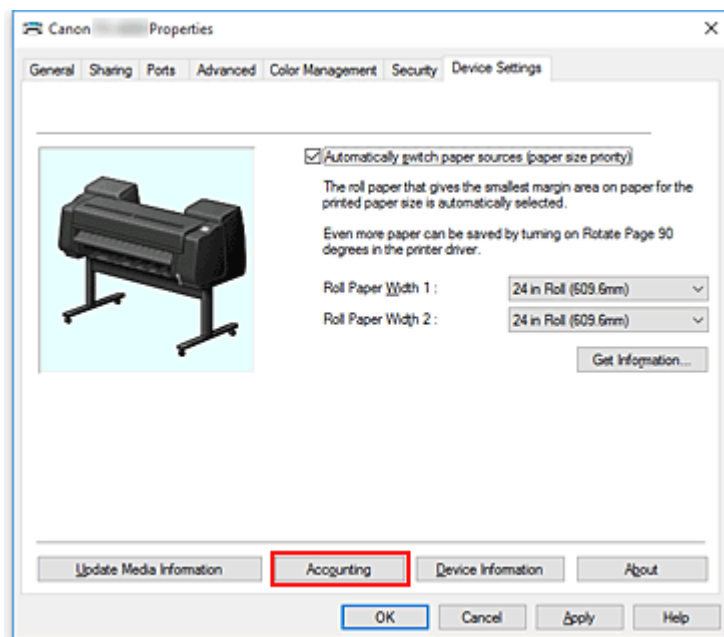 Canon Properties
General Sharing Ports Advanced Color Management Security Device Settings
Automatically switch paper sources (paper size priority)
The roll paper that gives the smallest margin area on paper for the
printed paper size is automatically selected.
Even more paper can be saved by turning on Rotate Page 90
degrees in the printer driver.
Roll Paper Width 1 : 24 in Roll (609.6mm)
Roll Paper Width 2 : 24 in Roll (609.6mm)
Get Information...
Update Media Information Accounting Device Information About
OK Cancel Apply Help